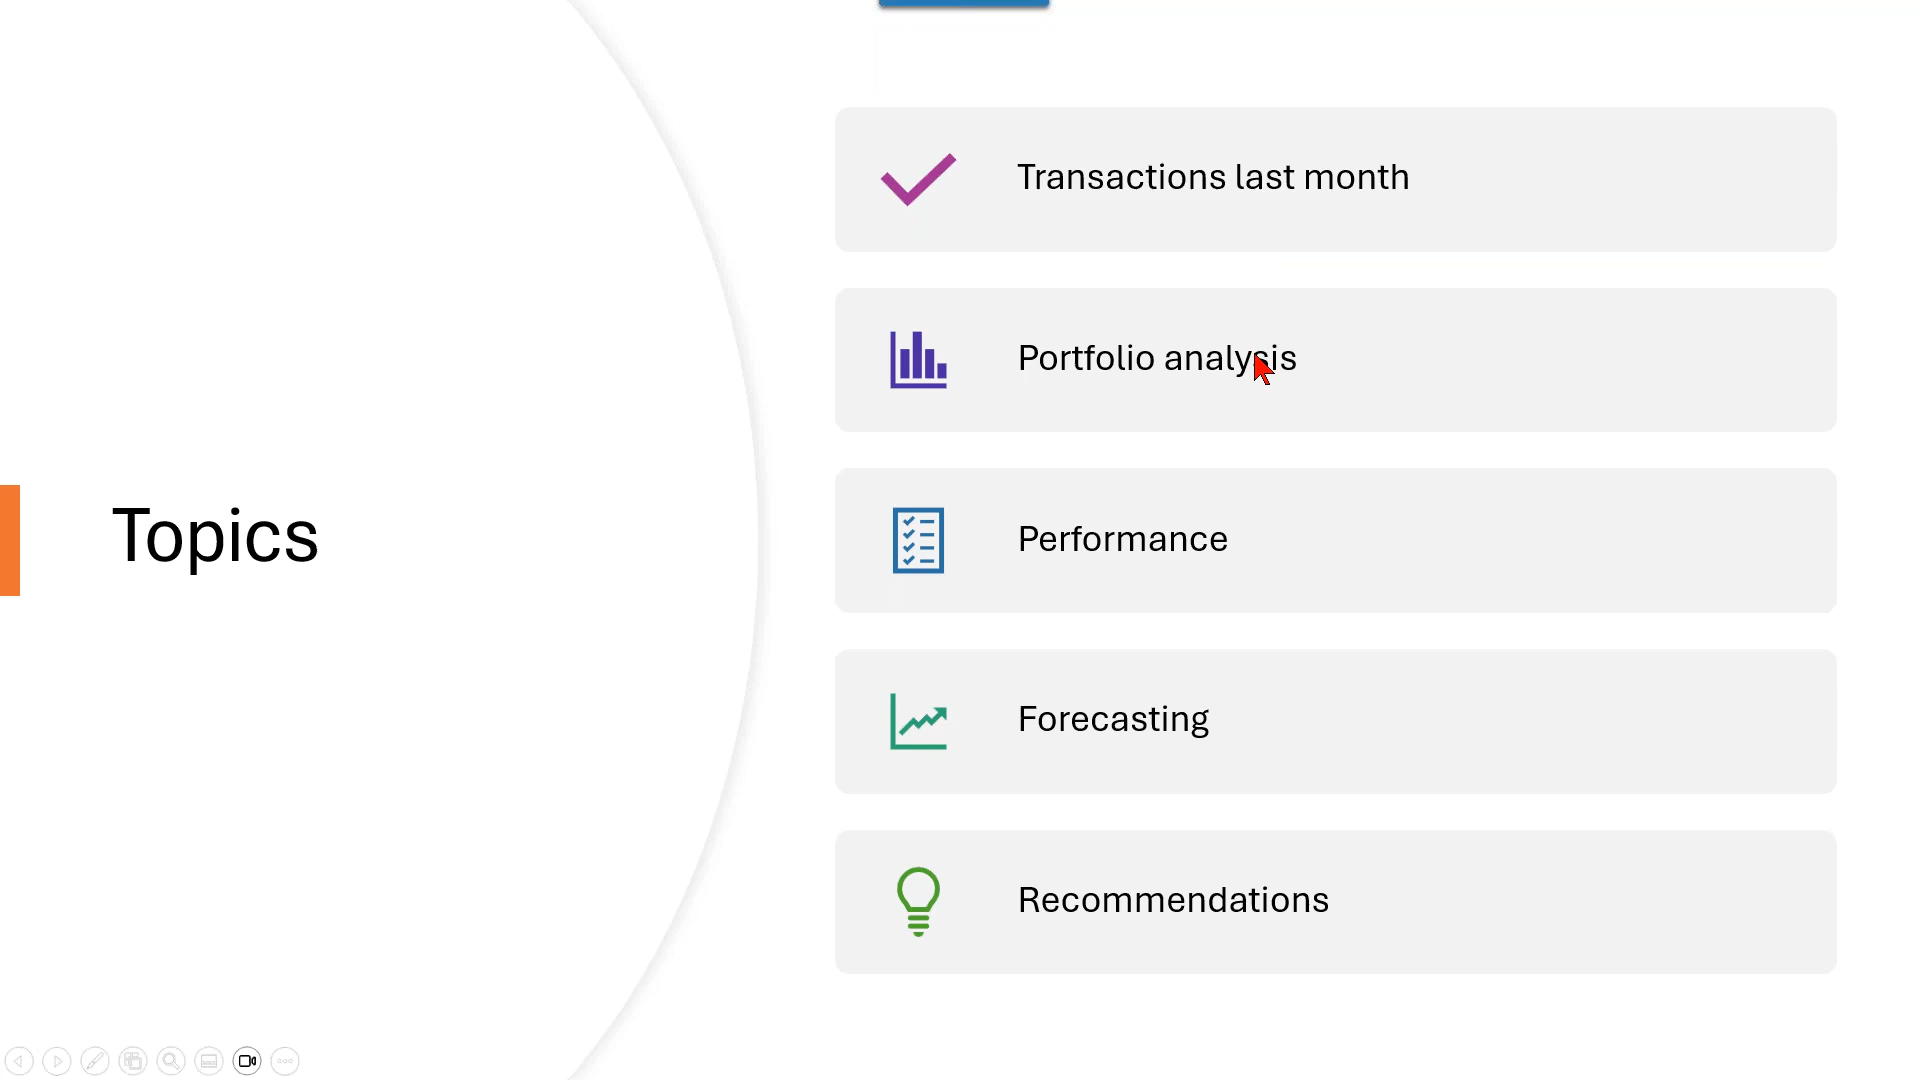 Topics
Transactions last month
Portfolio analysis
Performance
Forecasting
Recommendations